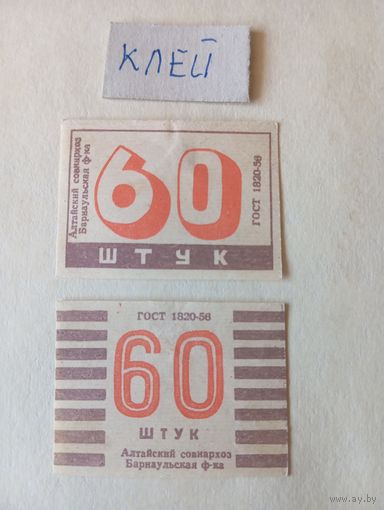 КЛЕЙ
Алтайский совнархоз
Барнаульская ф-ка
60
ГОСТ 1820-56
ШТУК
ГОСТ 1820-56
60
ШТУК
Алтайский совнархоз
Барнаульская ф-ка
www.ay.by